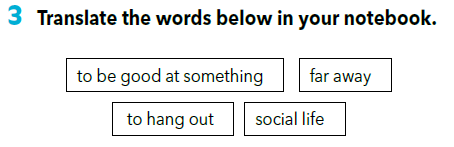 3 Translate the words below in your notebook.
to be good at something far away
to hang out social life